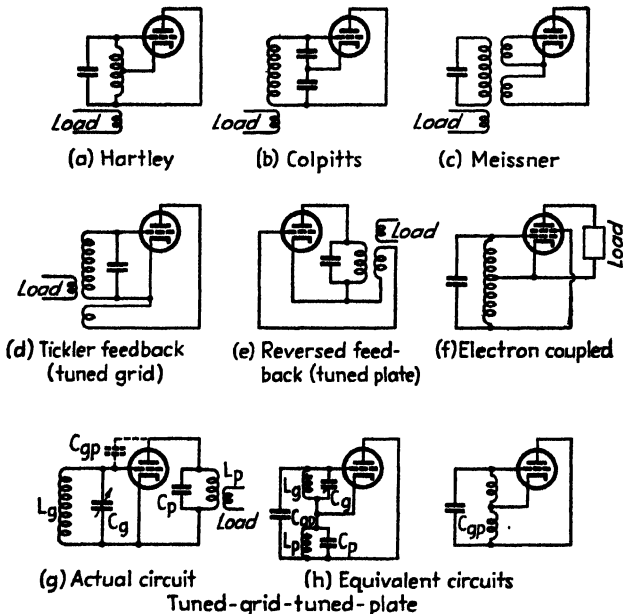 Load
Load
Load
(a) Hartley
(b) Colpitts
(c) Meissner
Load
Load
Load
(d) Tickler feedback
(tuned grid)
(e) Reversed feed-
back (tuned plate)
(f) Electron coupled
Cgp
Lg
Cg
Cp
Lp
Load
Lg
Cg
Cgp
Lp
Cp
Cgp
(g) Actual circuit
(h) Equivalent circuits
Tuned-grid-tuned-plate